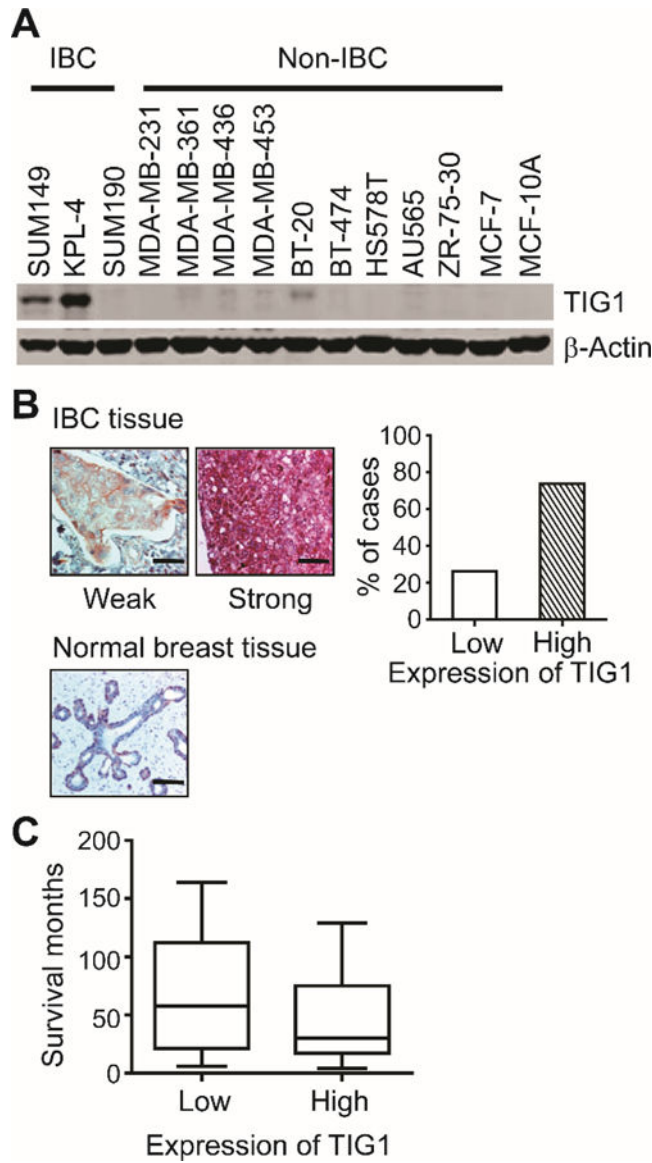 A
IBC Non-IBC
SUM149
KPL-4
SUM190
MDA-MB-231
MDA-MB-361
MDA-MB-436
MDA-MB-453
BT-20
BT-474
HS578T
AU565
ZR-75-30
MCF-7
MCF-10A
TIG1
β-Actin
B
IBC tissue
Weak Strong
Normal breast tissue
100
80
60
40
20
0
% of cases
Low High
Expression of TIG1
C
200
150
100
50
0
Survival months
Low High
Expression of TIG1